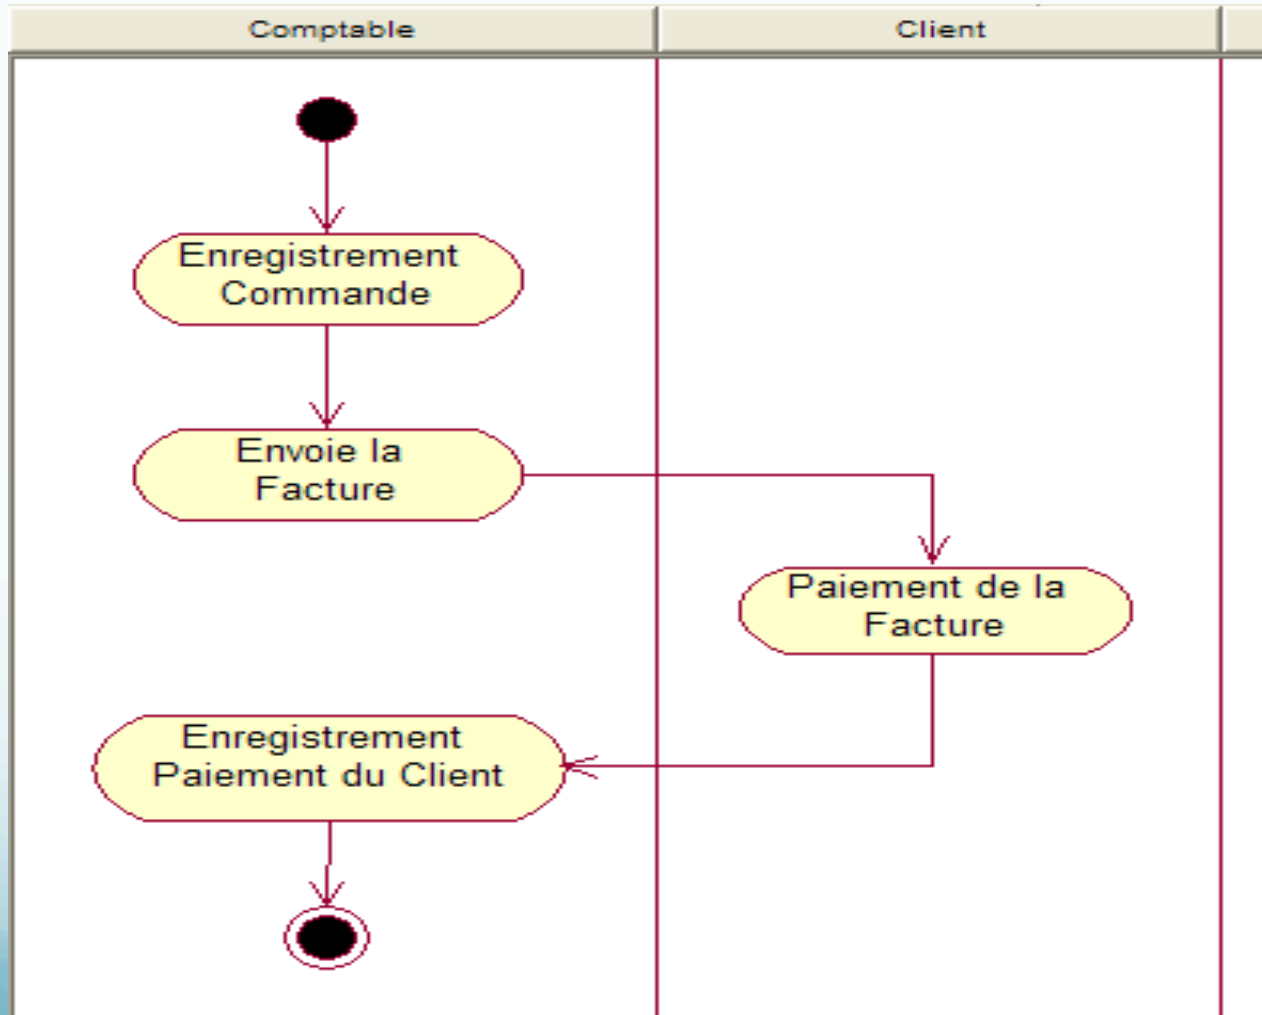 Comptable
Client
Enregistrement
Commande
Envoie la
Facture
Paiement de la
Facture
Enregistrement
Paiement du Client